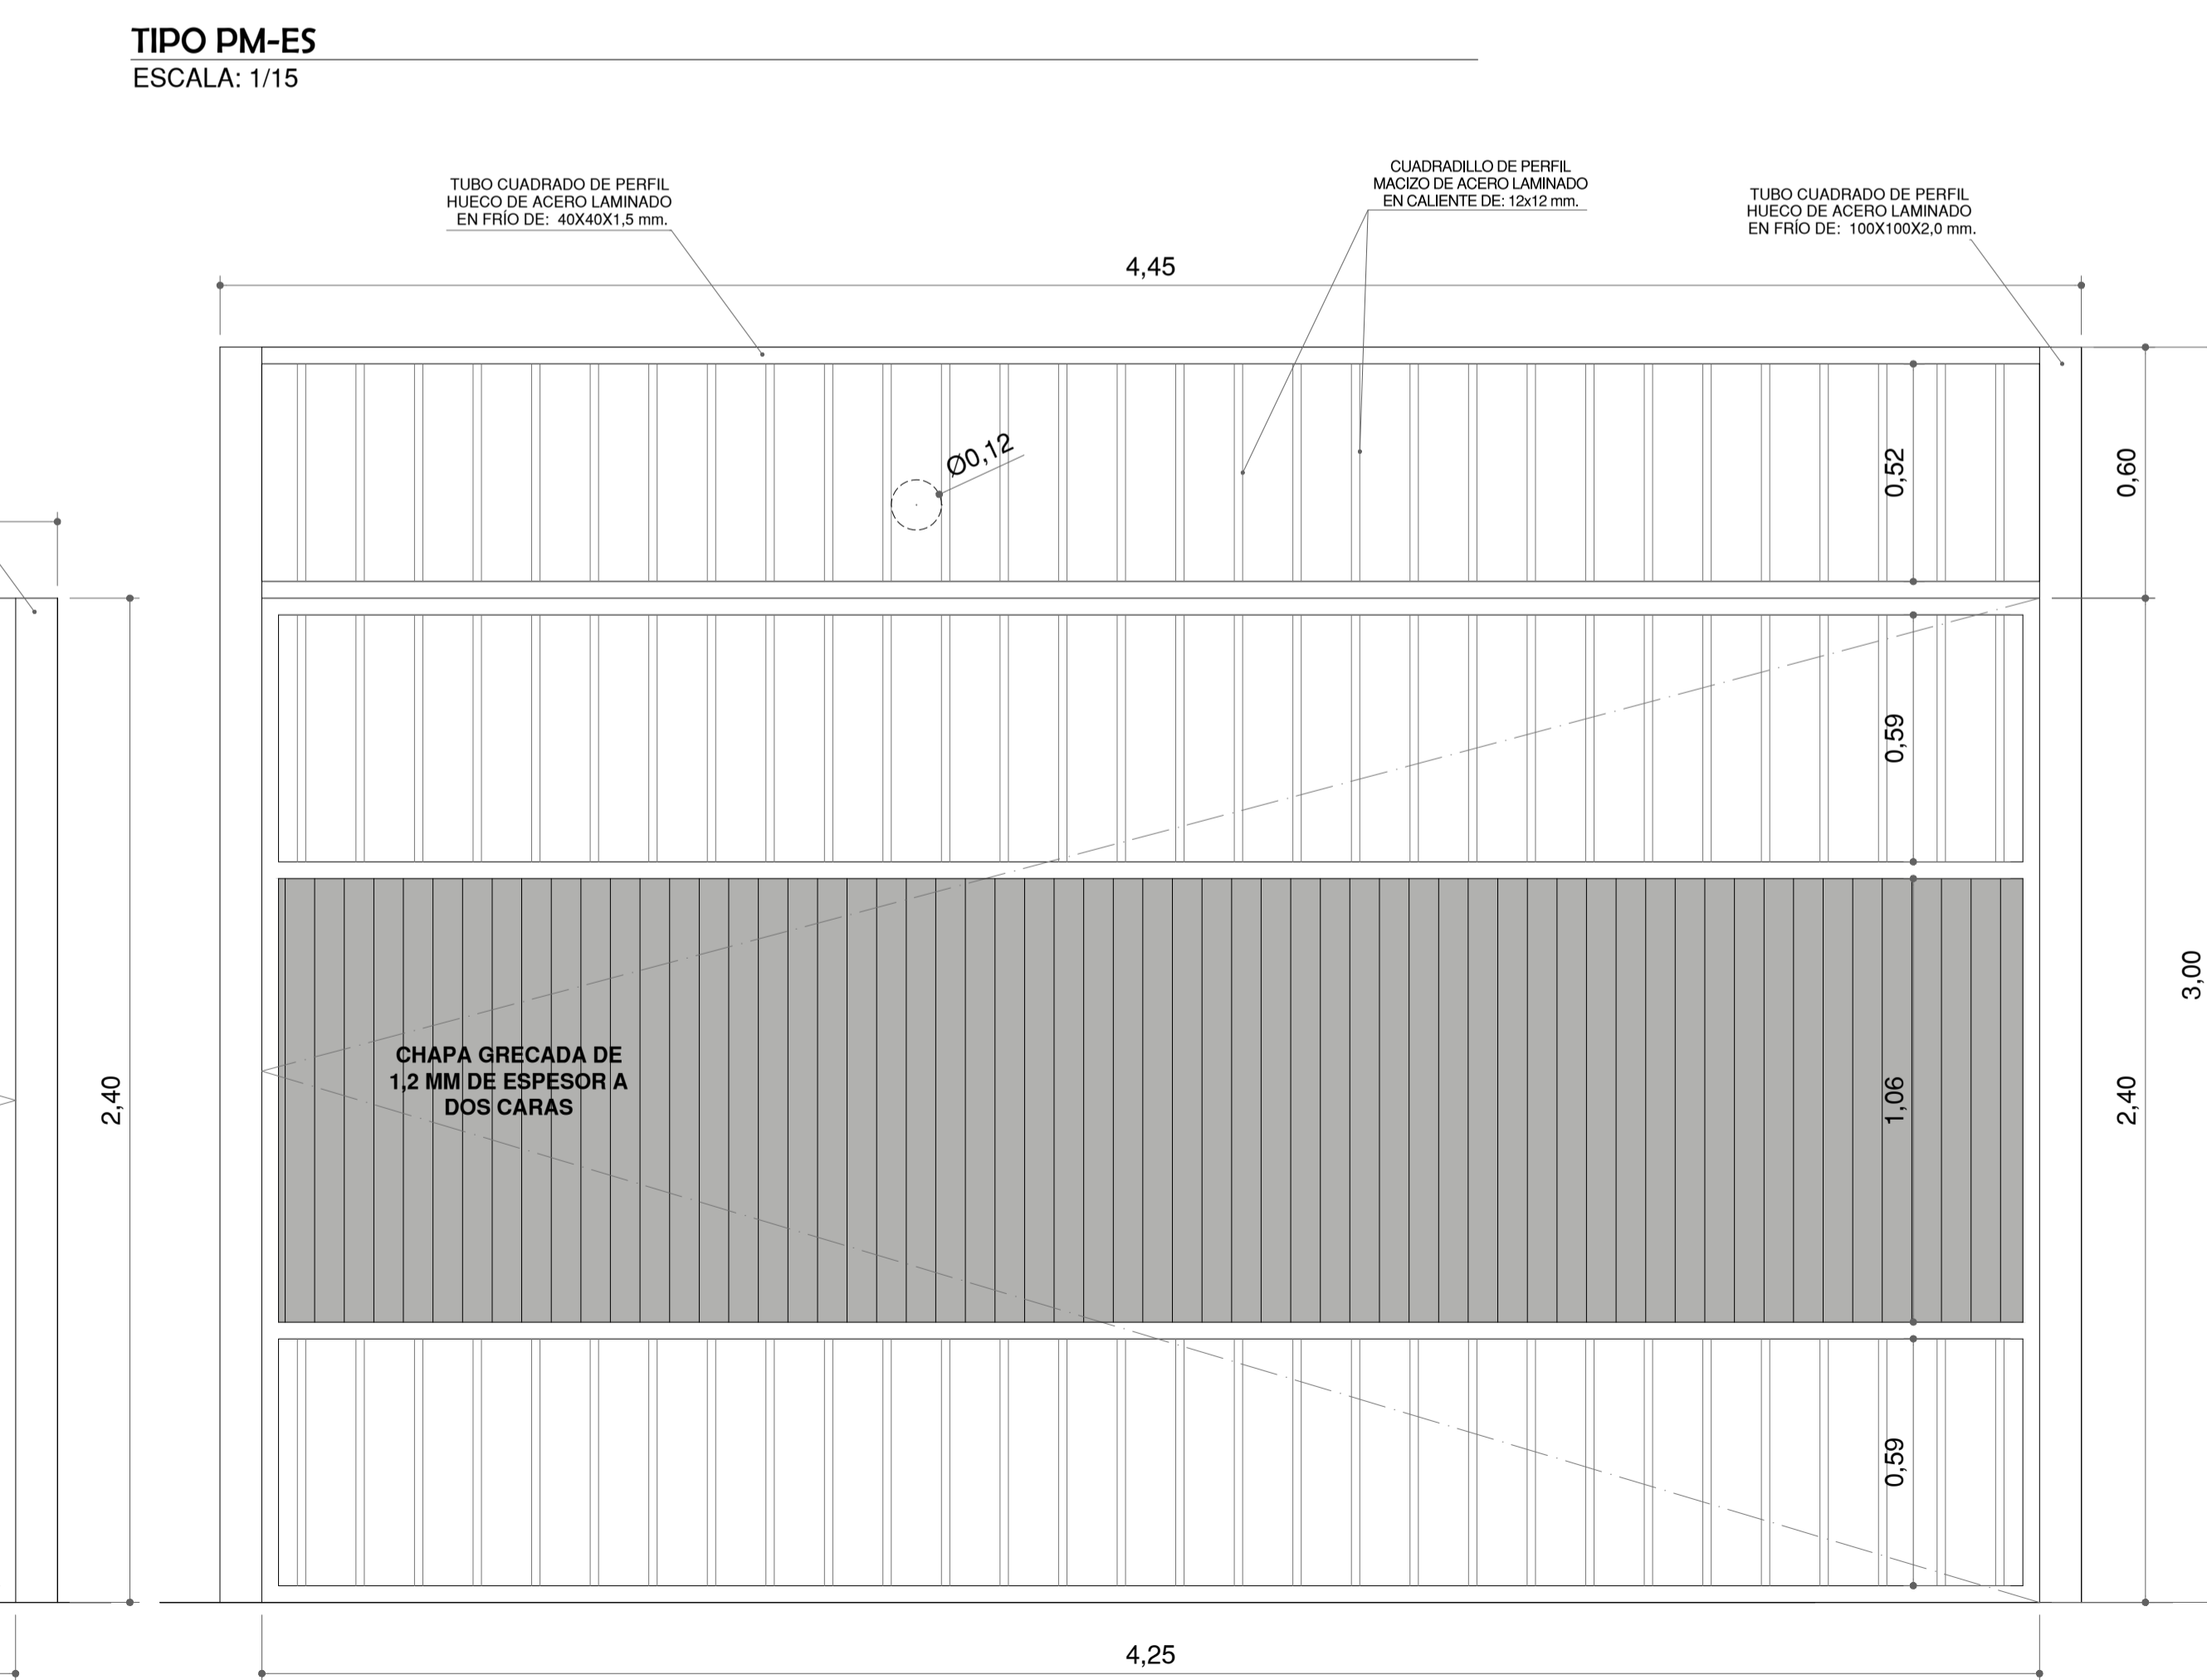 TIPO PM-ES
ESCALA: 1/15
TUBO CUADRADO DE PERFIL
HUECO DE ACERO LAMINADO
EN FRÍO DE: 40X40X1,5 mm.
CUADRADILLO DE PERFIL
MACIZO DE ACERO LAMINADO
EN CALIENTE DE: 12x12 mm.
TUBO CUADRADO DE PERFIL
HUECO DE ACERO LAMINADO
EN FRÍO DE: 100X100X2,0 mm.
4,45
Ø0,12
0,52
0,60
0,59
3,00
CHAPA GRECADA DE
1,2 MM DE ESPESOR A
DOS CARAS
2,40
1,06
2,40
0,59
4,25